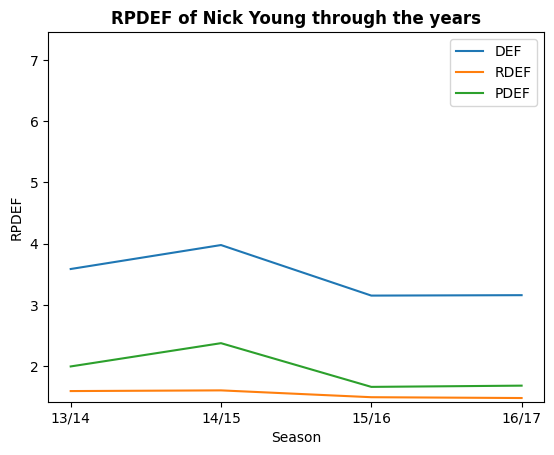 RPDEF of Nick Young through the years
DEF
RDEF
PDEF
RPDEF
7
6
5
4
3
2
13/14
14/15
15/16
16/17
Season